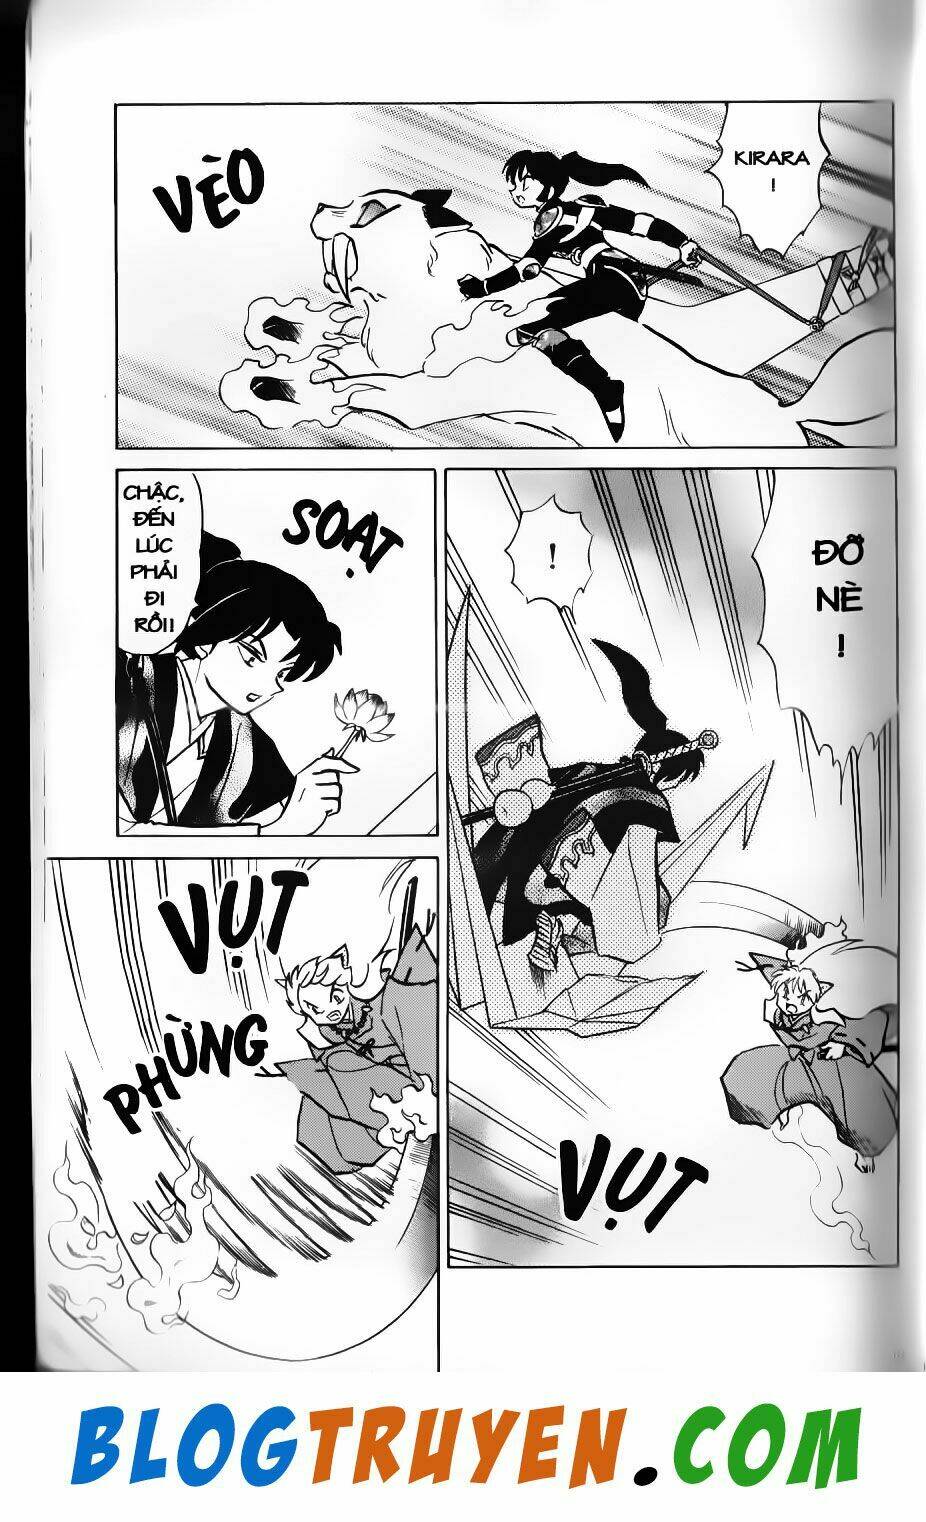 KIRARA
!
VÈO
ĐỠ
NÈ
!
!
VỤT
SOẠT
CHẬC,
ĐẾN
LÚC
PHẢI
ĐI
RỒI!
VỤT
PHỪNG
BLOGTRUYEN.COM